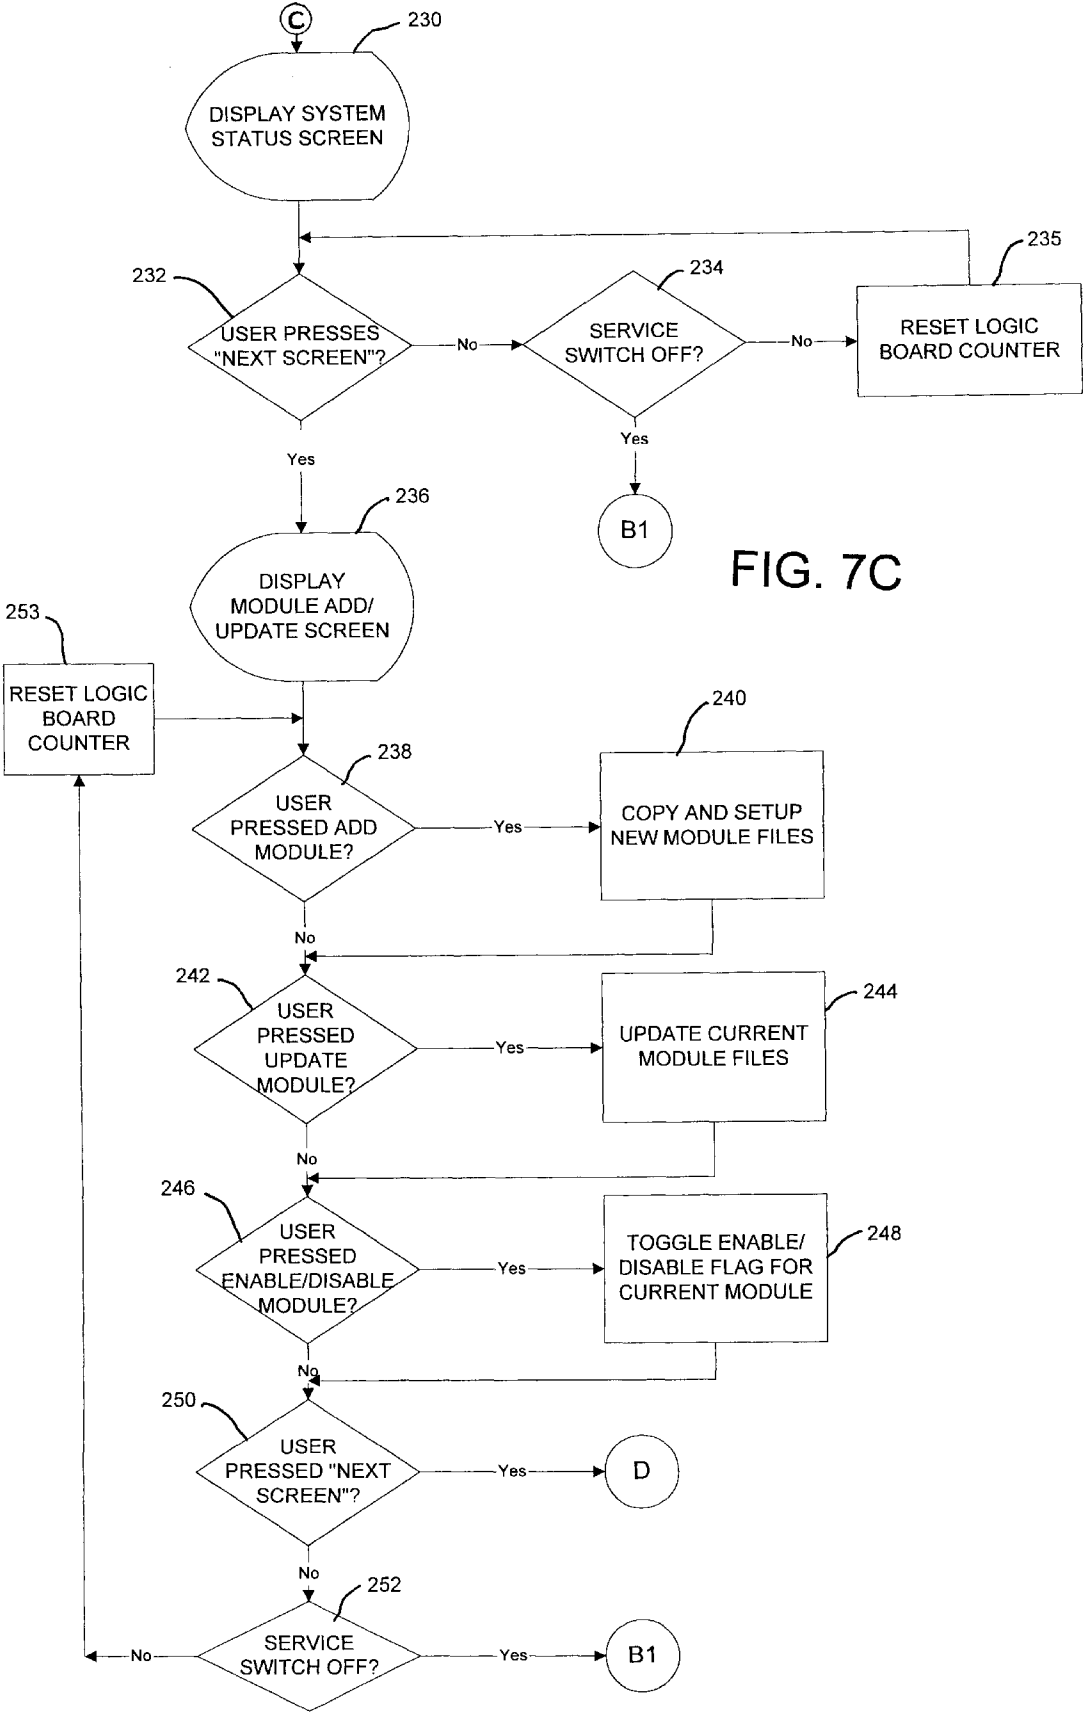 C
230
DISPLAY SYSTEM
STATUS SCREEN
235
232
234
USER PRESSES
"NEXT SCREEN"?
No
SERVICE
SWITCH OFF?
No
RESET LOGIC
BOARD COUNTER
Yes
Yes
236
B1
FIG. 7C
DISPLAY
MODULE ADD/
UPDATE SCREEN
253
RESET LOGIC
BOARD
COUNTER
240
238
USER
PRESSED ADD
MODULE?
Yes
COPY AND SETUP
NEW MODULE FILES
No
242
244
USER
PRESSED
UPDATE
MODULE?
Yes
UPDATE CURRENT
MODULE FILES
No
246
248
USER
PRESSED
ENABLE/DISABLE
MODULE?
Yes
TOGGLE ENABLE/
DISABLE FLAG FOR
CURRENT MODULE
No
250
USER
PRESSED "NEXT
SCREEN"?
Yes
D
No
252
SERVICE
SWITCH OFF?
No
Yes
B1